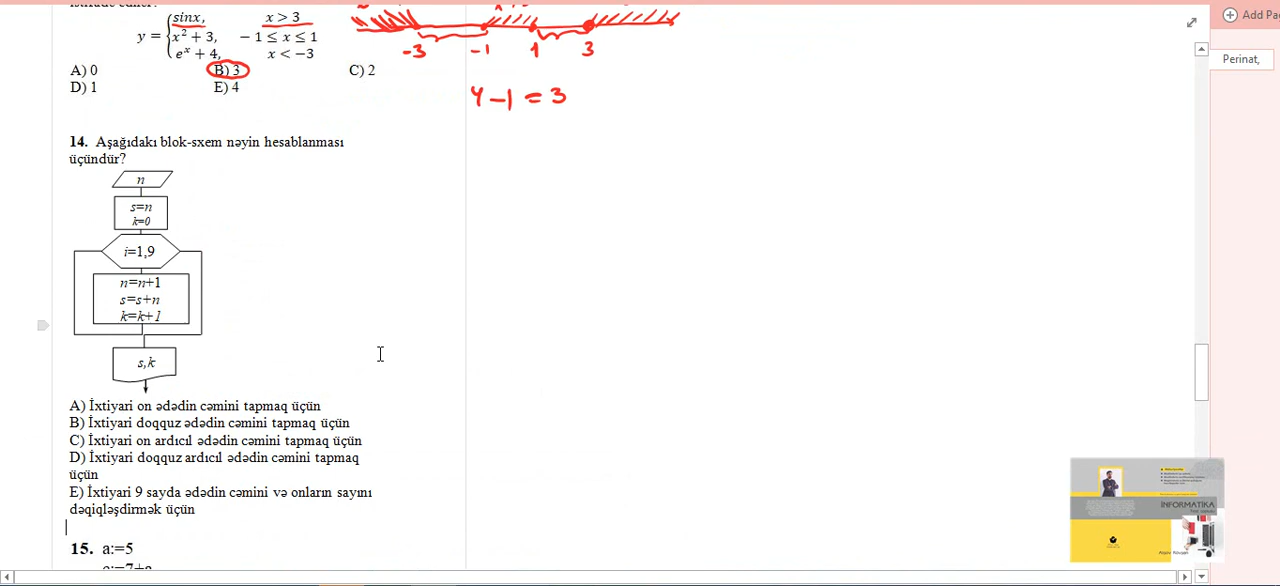 y = { sinx, x > 3
x² + 3, - 1 ≤ x ≤ 1
eˣ + 4, x < −3
A) 0 B) 3 C) 2
D) 1 E) 4
-3 -1 1 3
4 - 1 = 3
14. Aşağıdakı blok-sxem nəyin hesablanması
üçündür?
n
s=n
k=0
i=1,9
n=n+1
s=s+n
k=k+1
s,k
A) İxtiyari on ədədin cəmini tapmaq üçün
B) İxtiyari doqquz ədədin cəmini tapmaq üçün
C) İxtiyari on ardıcıl ədədin cəmini tapmaq üçün
D) İxtiyari doqquz ardıcıl ədədin cəmini tapmaq
üçün
E) İxtiyari 9 sayda ədədin cəmini və onların sayını
dəqiqləşdirmək üçün
15. a:=5
Add Pa
Perinat,
INFORMATIKA